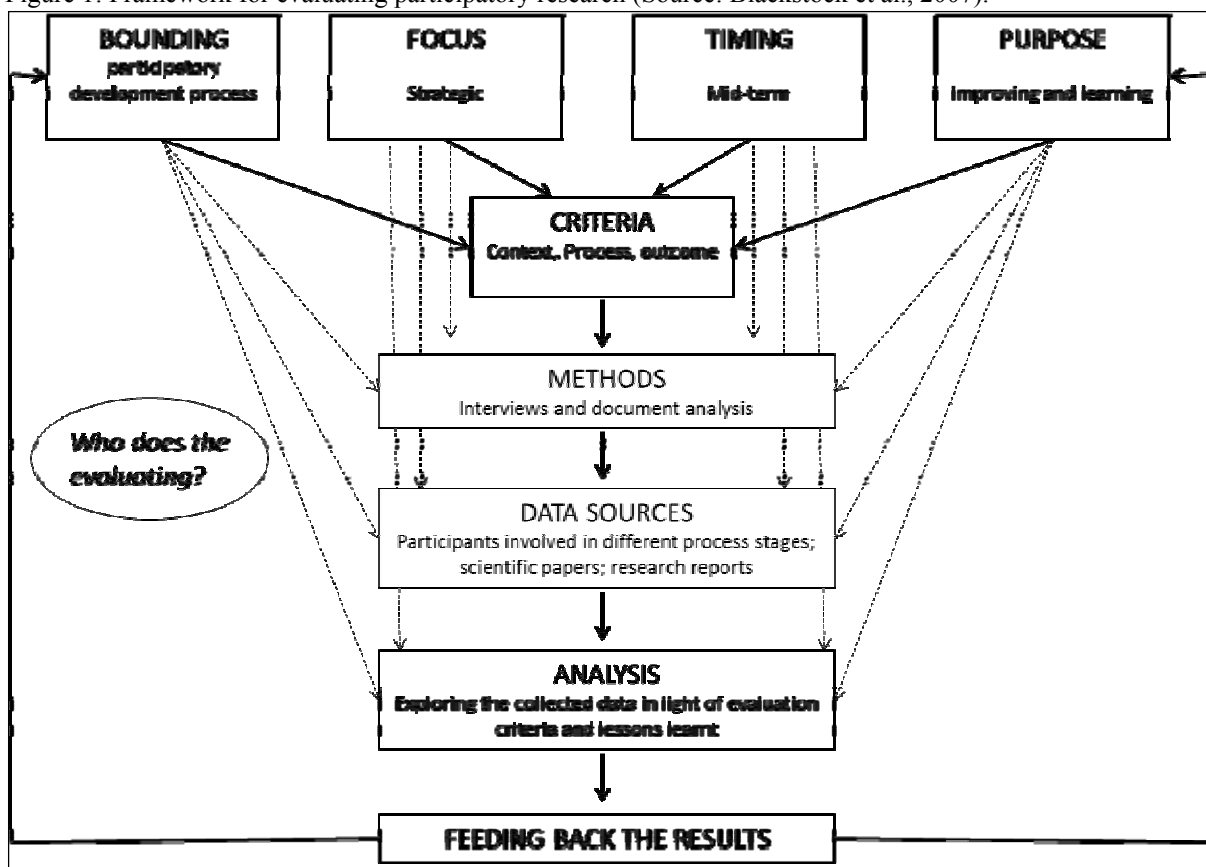 Figure 1. Framework for evaluating participatory research (Source: Blackstock et al., 2007).
BOUNDING
participatory
development process
FOCUS
Strategic
TIMING
Mid-term
PURPOSE
Improving and learning
CRITERIA
Context, Process, outcome
METHODS
Interviews and document analysis
Who does the
evaluating?
DATA SOURCES
Participants involved in different process stages;
scientific papers; research reports
ANALYSIS
Exploring the collected data in light of evaluation
criteria and lessons learnt
FEEDING BACK THE RESULTS